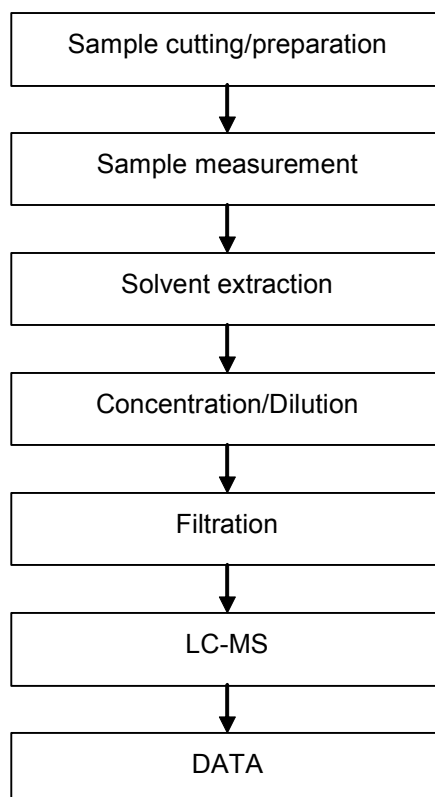 Sample cutting/preparation
Sample measurement
Solvent extraction
Concentration/Dilution
Filtration
LC-MS
DATA